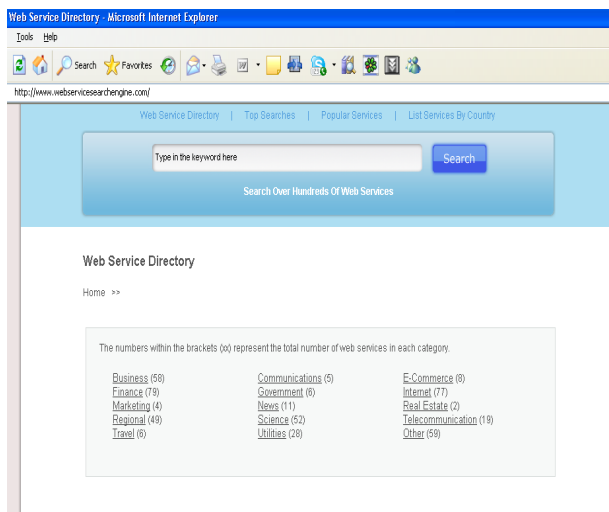 Web Service Directory - Microsoft Internet Explorer
Tools Help
Search Favorites
http://www.webservicesearchengine.com/
Web Service Directory | Top Searches | Popular Services | List Services By Country
Type in the keyword here Search
Search Over Hundreds Of Web Services
Web Service Directory
Home >>
The numbers within the brackets (xx) represent the total number of web services in each category.
Business (58) Communications (5) E-Commerce (8)
Finance (79) Government (6) Internet (77)
Marketing (4) News (11) Real Estate (2)
Regional (49) Science (52) Telecommunication (19)
Travel (6) Utilities (28) Other (59)